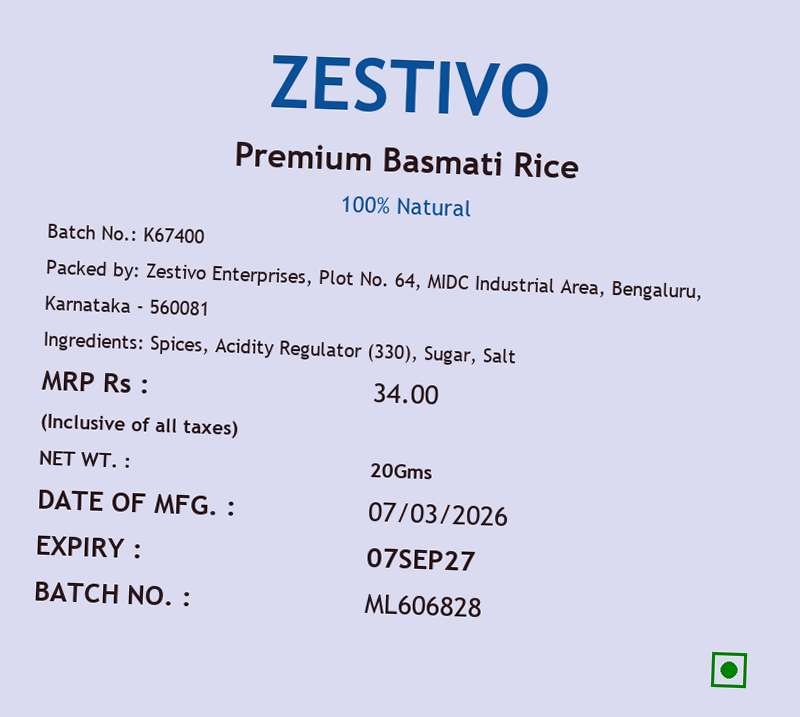 ZESTIVO
Premium Basmati Rice
100% Natural
Batch No.: K67400
Packed by: Zestivo Enterprises, Plot No. 64, MIDC Industrial Area, Bengaluru,
Karnataka - 560081
Ingredients: Spices, Acidity Regulator (330), Sugar, Salt
MRP Rs : 34.00
(Inclusive of all taxes)
NET WT. : 20Gms
DATE OF MFG. : 07/03/2026
EXPIRY : 07SEP27
BATCH NO. : ML606828